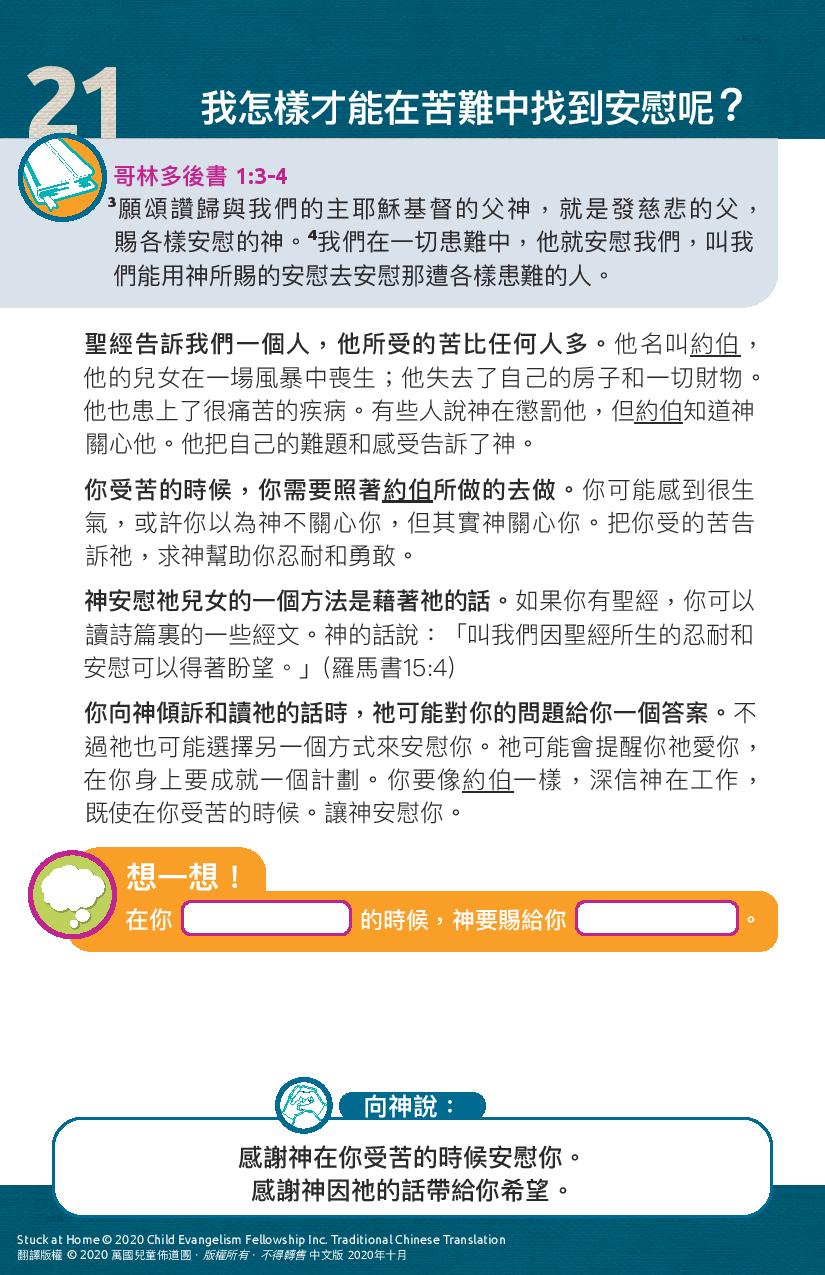 21
我怎樣才能在苦難中找到安慰呢？
哥林多後書 1:3-4
³願頌讚歸與我們的主耶穌基督的父神，就是發慈悲的父，
賜各樣安慰的神。⁴我們在一切患難中，他就安慰我們，叫我
們能用神所賜的安慰去安慰那遭各樣患難的人。
聖經告訴我們一個人，他所受的苦比任何人多。他名叫約伯，
他的兒女在一場風暴中喪生；他失去了自己的房子和一切財物。
他也患上了很痛苦的疾病。有些人說神在懲罰他，但約伯知道神
關心他。他把自己的難題和感受告訴了神。
你受苦的時候，你需要照著約伯所做的去做。你可能感到很生
氣，或許你以為神不關心你，但其實神關心你。把你受的苦告
訴祂，求神幫助你忍耐和勇敢。
神安慰祂兒女的一個方法是藉著祂的話。如果你有聖經，你可以
讀詩篇裏的一些經文。神的話說：「叫我們因聖經所生的忍耐和
安慰可以得著盼望。」(羅馬書15:4)
你向神傾訴和讀祂的話時，祂可能對你的問題給你一個答案。不
過祂也可能選擇另一個方式來安慰你。祂可能會提醒你祂愛你，
在你身上要成就一個計劃。你要像約伯一樣，深信神在工作，
既使在你受苦的時候。讓神安慰你。
想一想！
在你 的時候，神要賜給你 。
向神說：
感謝神在你受苦的時候安慰你。
感謝神因祂的話帶給你希望。
Stuck at Home © 2020 Child Evangelism Fellowship Inc. Traditional Chinese Translation
翻譯版權 © 2020 萬國兒童佈道團．版權所有．不得轉售 中文版 2020年十月